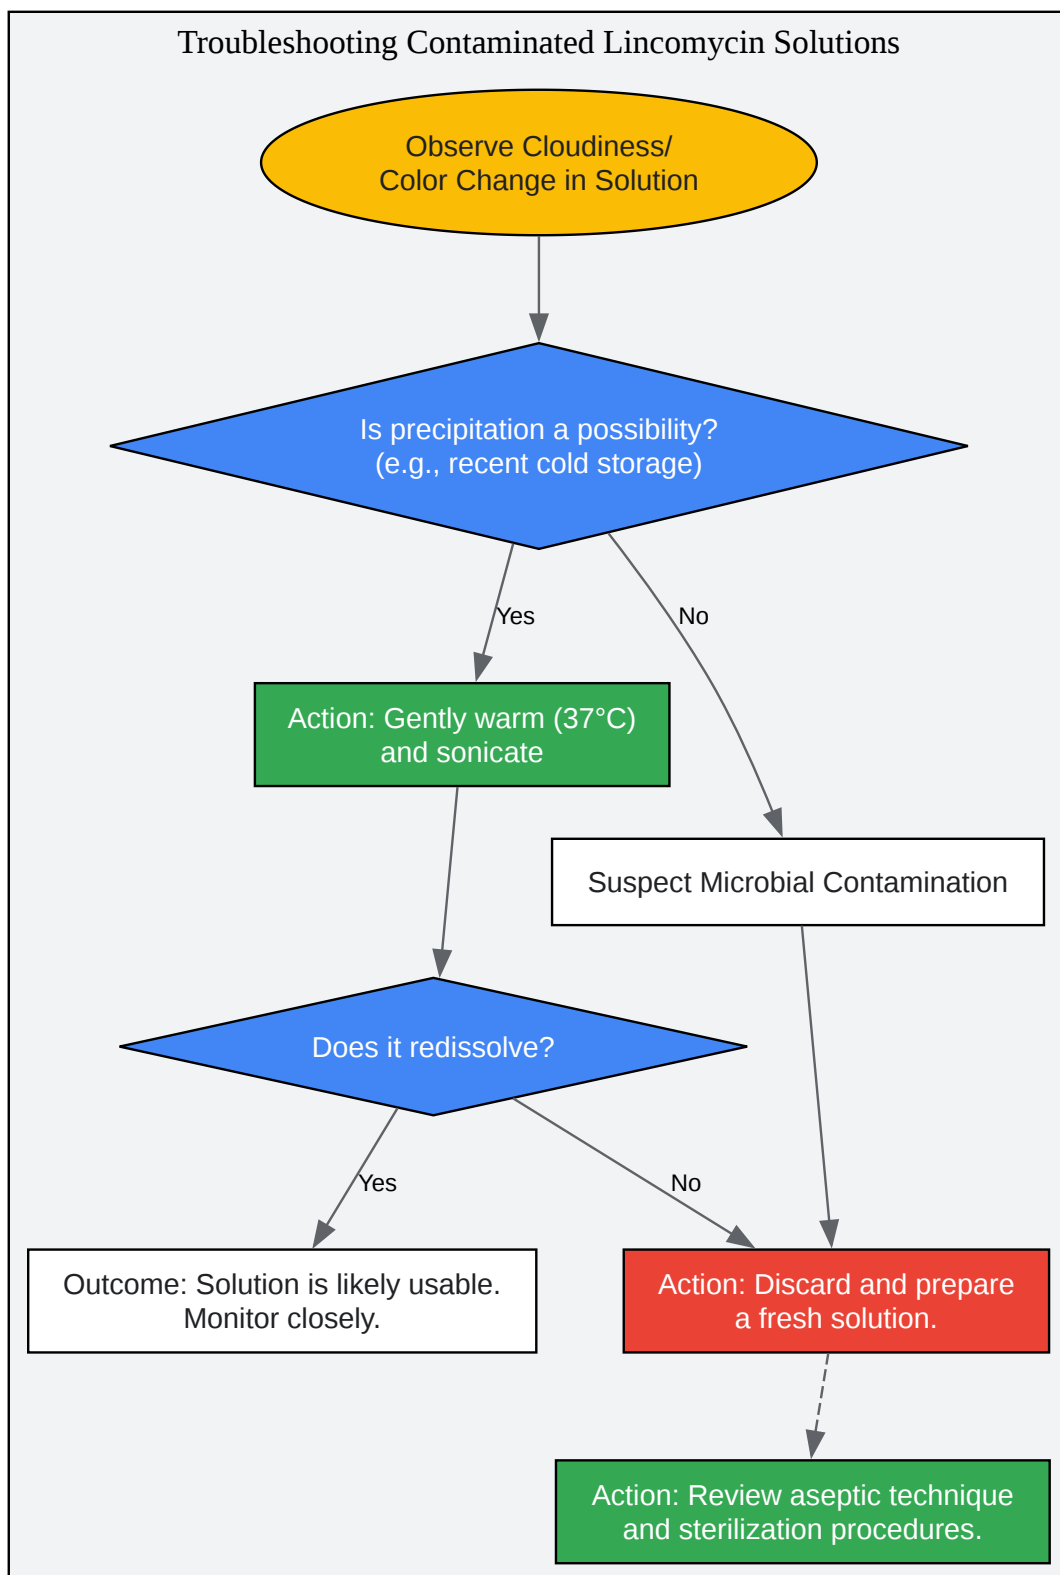 Troubleshooting Contaminated Lincomycin Solutions
Observe Cloudiness/
Color Change in Solution
Is precipitation a possibility?
(e.g., recent cold storage)
Yes
No
Action: Gently warm (37°C)
and sonicate
Suspect Microbial Contamination
Does it redissolve?
Yes
No
Outcome: Solution is likely usable.
Monitor closely.
Action: Discard and prepare
a fresh solution.
Action: Review aseptic technique
and sterilization procedures.